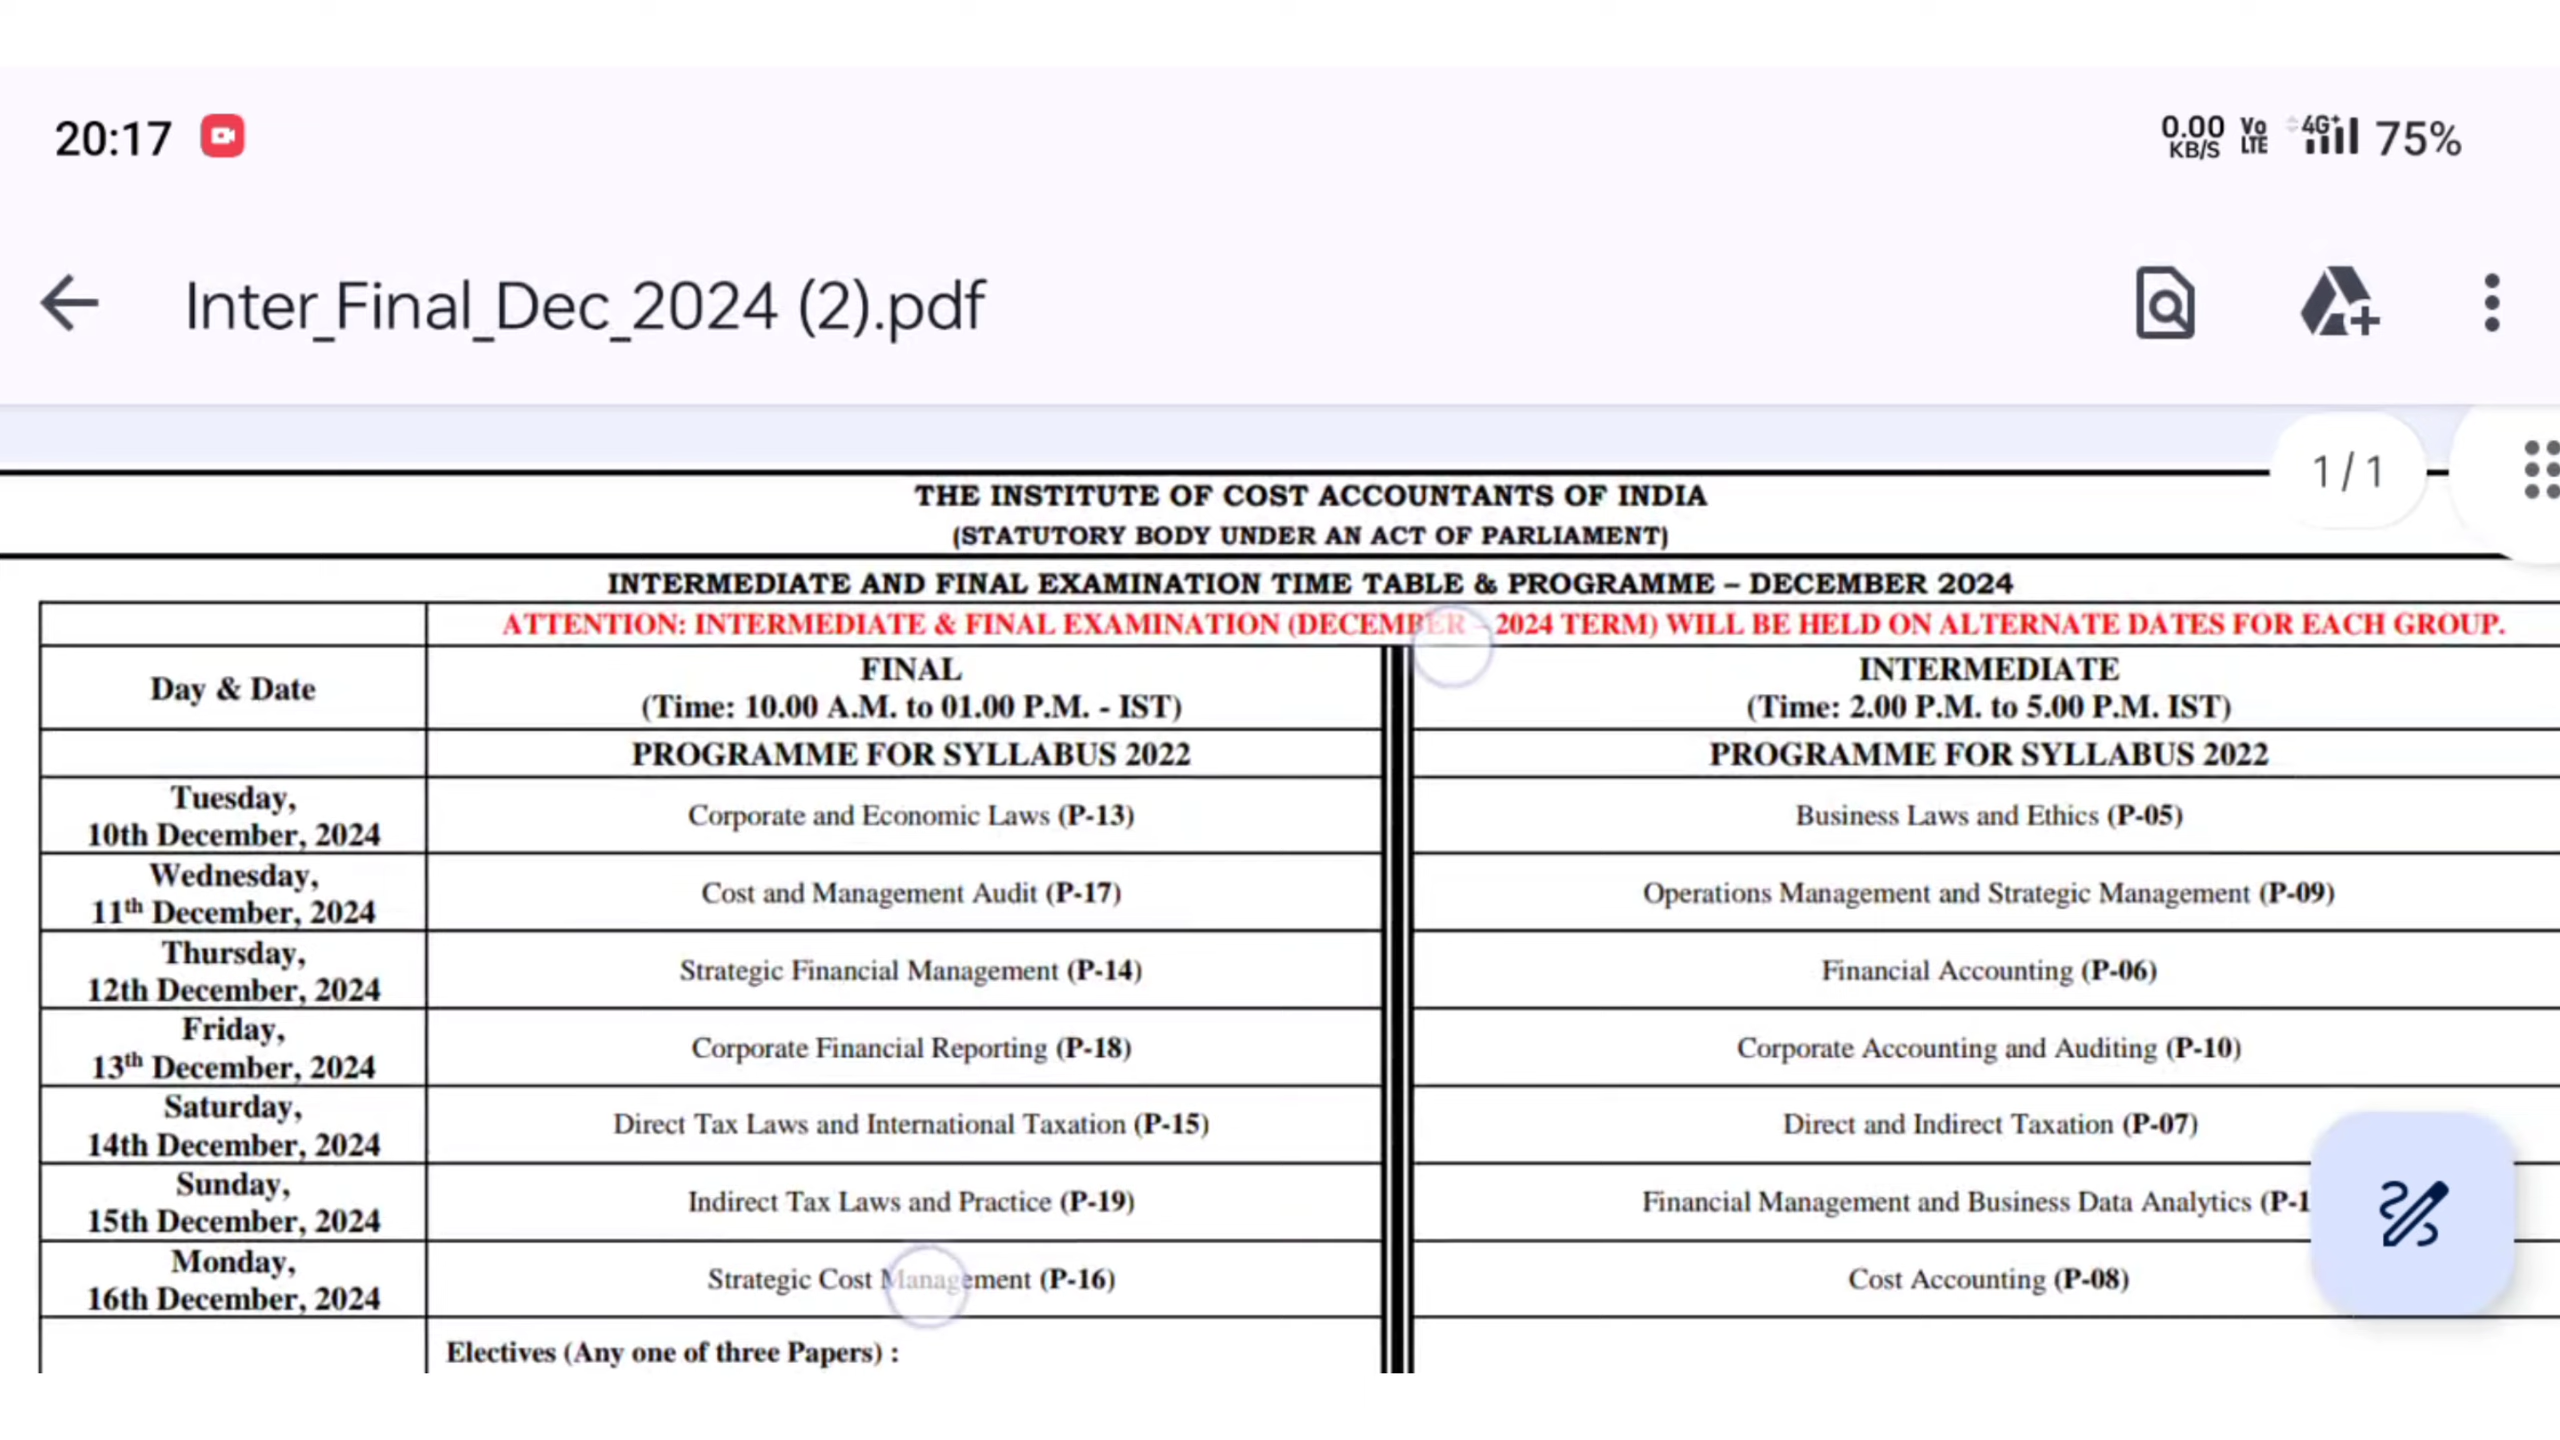 20:17
0.00 KB/S Vo LTE 4G+ 75%
Inter_Final_Dec_2024 (2).pdf
1 / 1
THE INSTITUTE OF COST ACCOUNTANTS OF INDIA
(STATUTORY BODY UNDER AN ACT OF PARLIAMENT)
INTERMEDIATE AND FINAL EXAMINATION TIME TABLE & PROGRAMME – DECEMBER 2024
ATTENTION: INTERMEDIATE & FINAL EXAMINATION (DECEMBER – 2024 TERM) WILL BE HELD ON ALTERNATE DATES FOR EACH GROUP.
Day & Date
FINAL
(Time: 10.00 A.M. to 01.00 P.M. - IST)
INTERMEDIATE
(Time: 2.00 P.M. to 5.00 P.M. IST)
PROGRAMME FOR SYLLABUS 2022
PROGRAMME FOR SYLLABUS 2022
Tuesday,
10th December, 2024
Corporate and Economic Laws (P-13)
Business Laws and Ethics (P-05)
Wednesday,
11th December, 2024
Cost and Management Audit (P-17)
Operations Management and Strategic Management (P-09)
Thursday,
12th December, 2024
Strategic Financial Management (P-14)
Financial Accounting (P-06)
Friday,
13th December, 2024
Corporate Financial Reporting (P-18)
Corporate Accounting and Auditing (P-10)
Saturday,
14th December, 2024
Direct Tax Laws and International Taxation (P-15)
Direct and Indirect Taxation (P-07)
Sunday,
15th December, 2024
Indirect Tax Laws and Practice (P-19)
Financial Management and Business Data Analytics (P-1
Monday,
16th December, 2024
Strategic Cost Management (P-16)
Cost Accounting (P-08)
Electives (Any one of three Papers) :